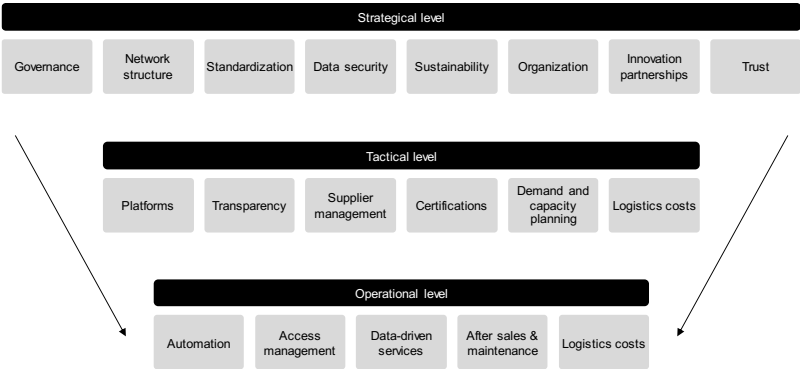 Strategical level
Governance
Network
structure
Standardization
Data security
Sustainability
Organization
Innovation
partnerships
Trust
Tactical level
Platforms
Transparency
Supplier
management
Certifications
Demand and
capacity
planning
Logistics costs
Operational level
Automation
Access
management
Data-driven
services
After sales &
maintenance
Logistics costs